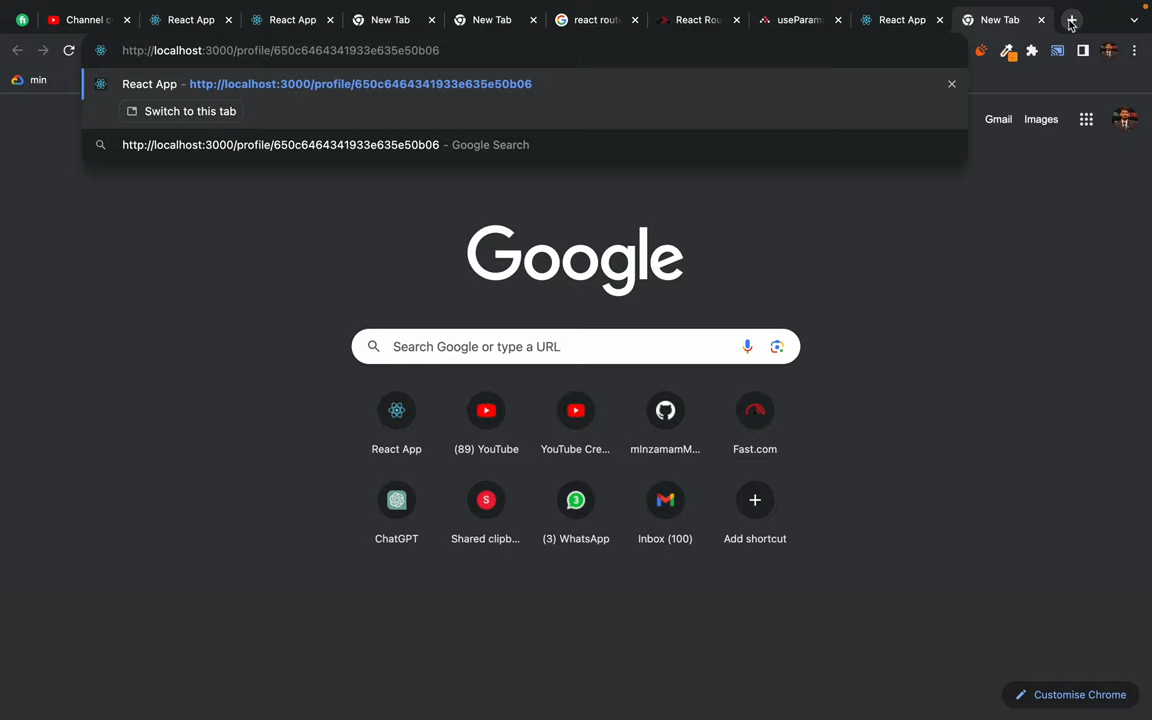 Channel c
React App
React App
New Tab
New Tab
react rout
React Rou
useParams
React App
New Tab
http://localhost:3000/profile/650c6464341933e635e50b06
min
React App - http://localhost:3000/profile/650c6464341933e635e50b06
Switch to this tab
http://localhost:3000/profile/650c6464341933e635e50b06 - Google Search
Gmail Images
Google
Search Google or type a URL
React App
(89) YouTube
YouTube Cre...
mInzamamM...
Fast.com
ChatGPT
S
Shared clipb...
3
(3) WhatsApp
Inbox (100)
Add shortcut
Customise Chrome